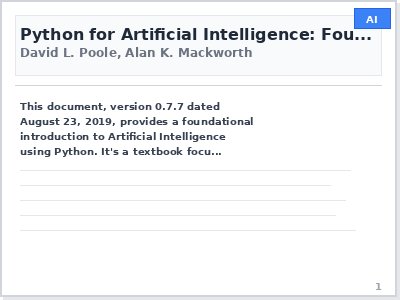 AI
Python for Artificial Intelligence: Fou...
David L. Poole, Alan K. Mackworth
This document, version 0.7.7 dated
August 23, 2019, provides a foundational
introduction to Artificial Intelligence
using Python. It's a textbook focu...
1